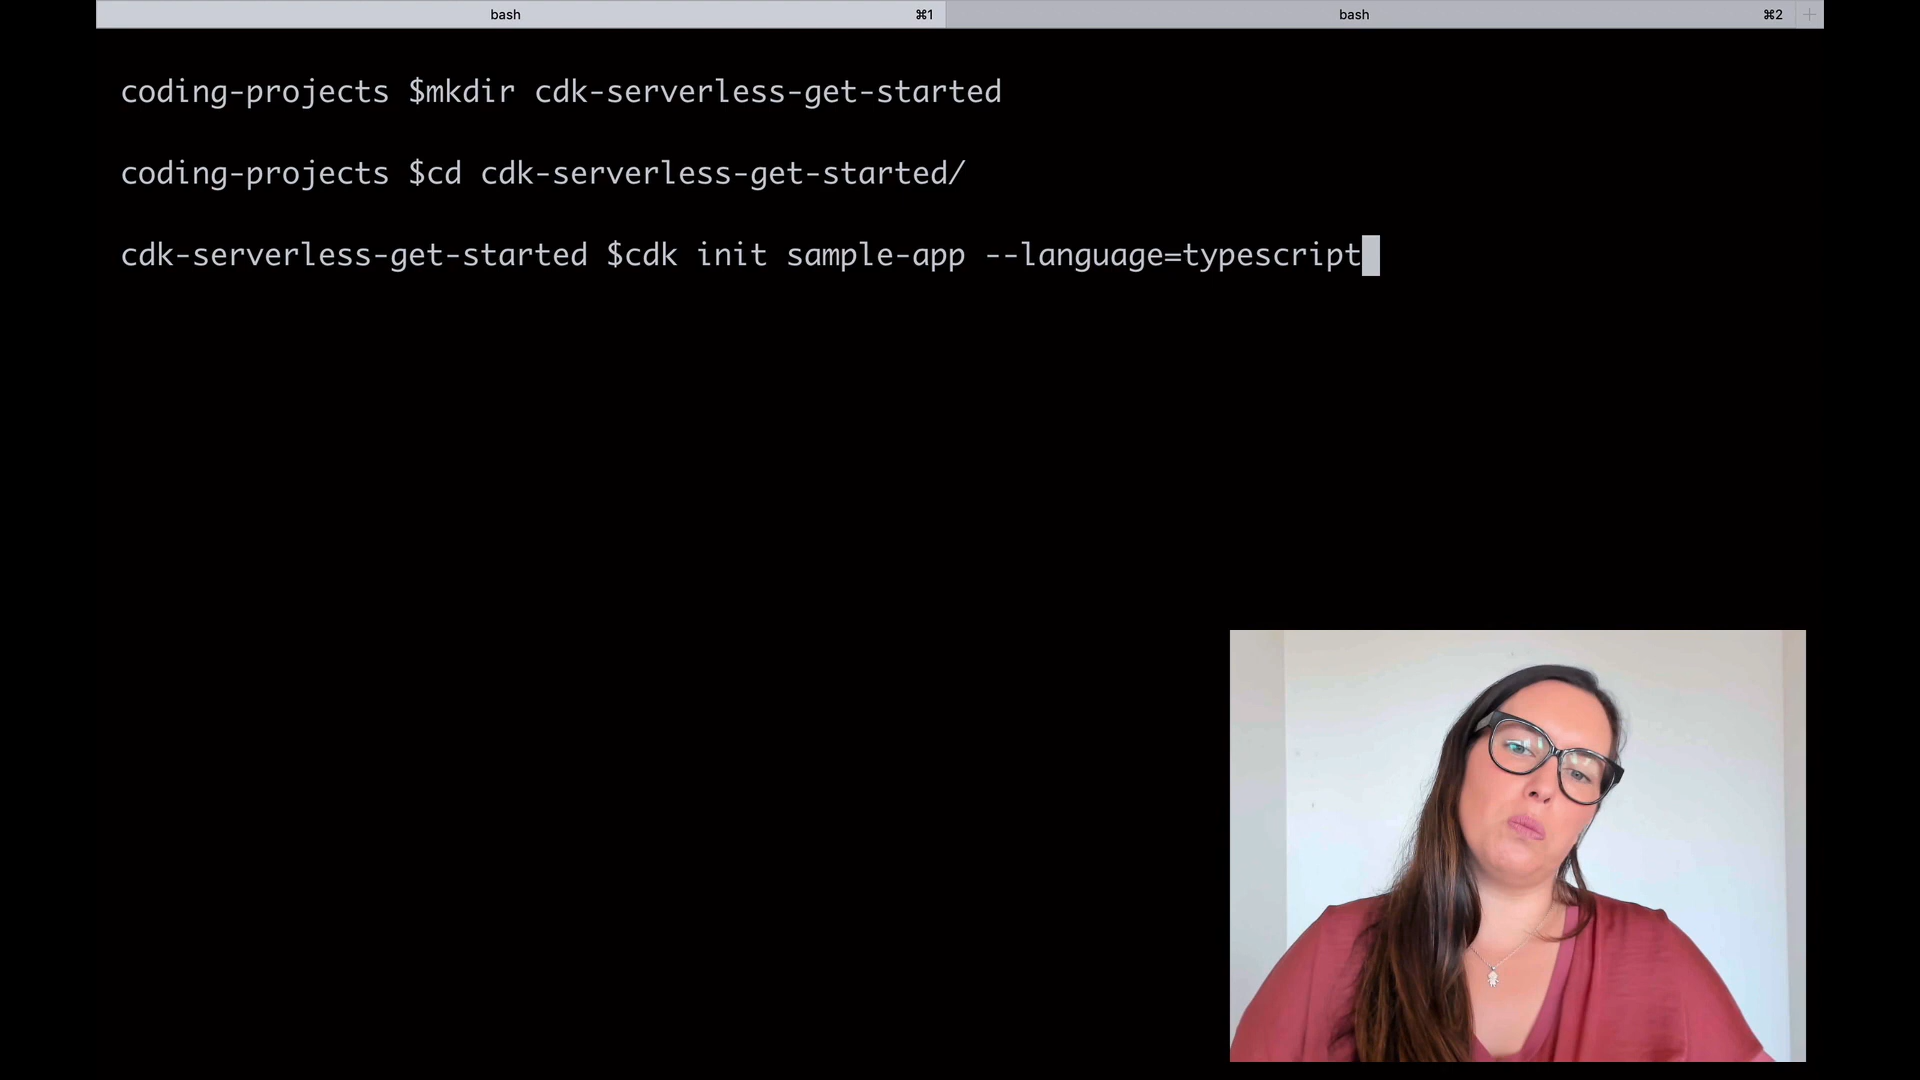 bash ⌘1 bash ⌘2 +
coding-projects $mkdir cdk-serverless-get-started
coding-projects $cd cdk-serverless-get-started/
cdk-serverless-get-started $cdk init sample-app --language=typescript